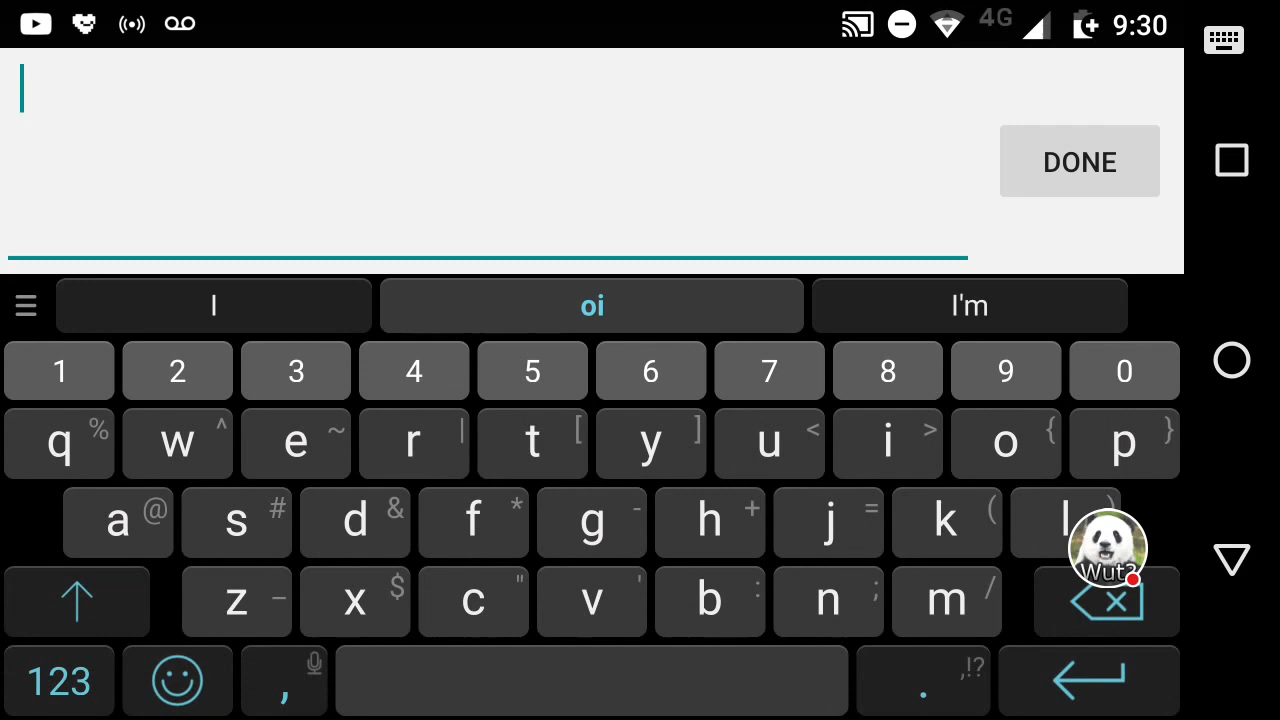 4G 9:30
DONE
I oi I'm
1 2 3 4 5 6 7 8 9 0
q % w ^ e ~ r | t [ y ] u < i > o { p }
a @ s # d & f * g - h + j = k ( l )
z _ x $ c " v ' b : n ; m /
Wut?
123 , . ,!?